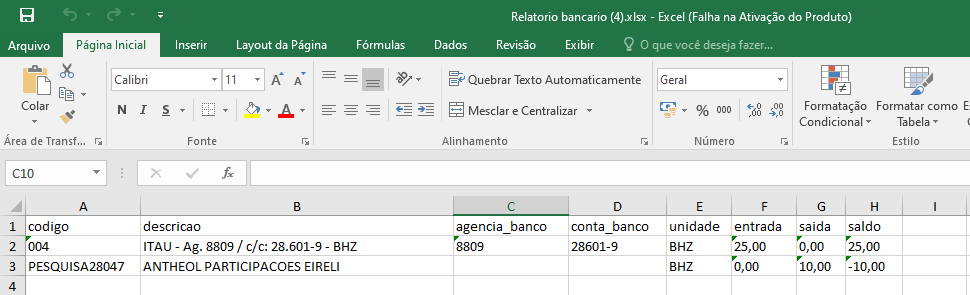 Relatorio bancario (4).xlsx - Excel (Falha na Ativação do Produto)
Arquivo Página Inicial Inserir Layout da Página Fórmulas Dados Revisão Exibir O que você deseja fazer...
Colar
Calibri 11 A A
N I S A
Quebrar Texto Automaticamente
Mesclar e Centralizar
Geral
% 000 ,00 ,0
Formatação Condicional
Formatar como Tabela
Área de Transf... Fonte Alinhamento Número Estilo
C10 fx
A B C D E F G H I
1 codigo descricao agencia_banco conta_banco unidade entrada saida saldo
2 004 ITAU - Ag. 8809 / c/c: 28.601-9 - BHZ 8809 28601-9 BHZ 25,00 0,00 25,00
3 PESQUISA28047 ANTHEOL PARTICIPACOES EIRELI BHZ 0,00 10,00 -10,00
4